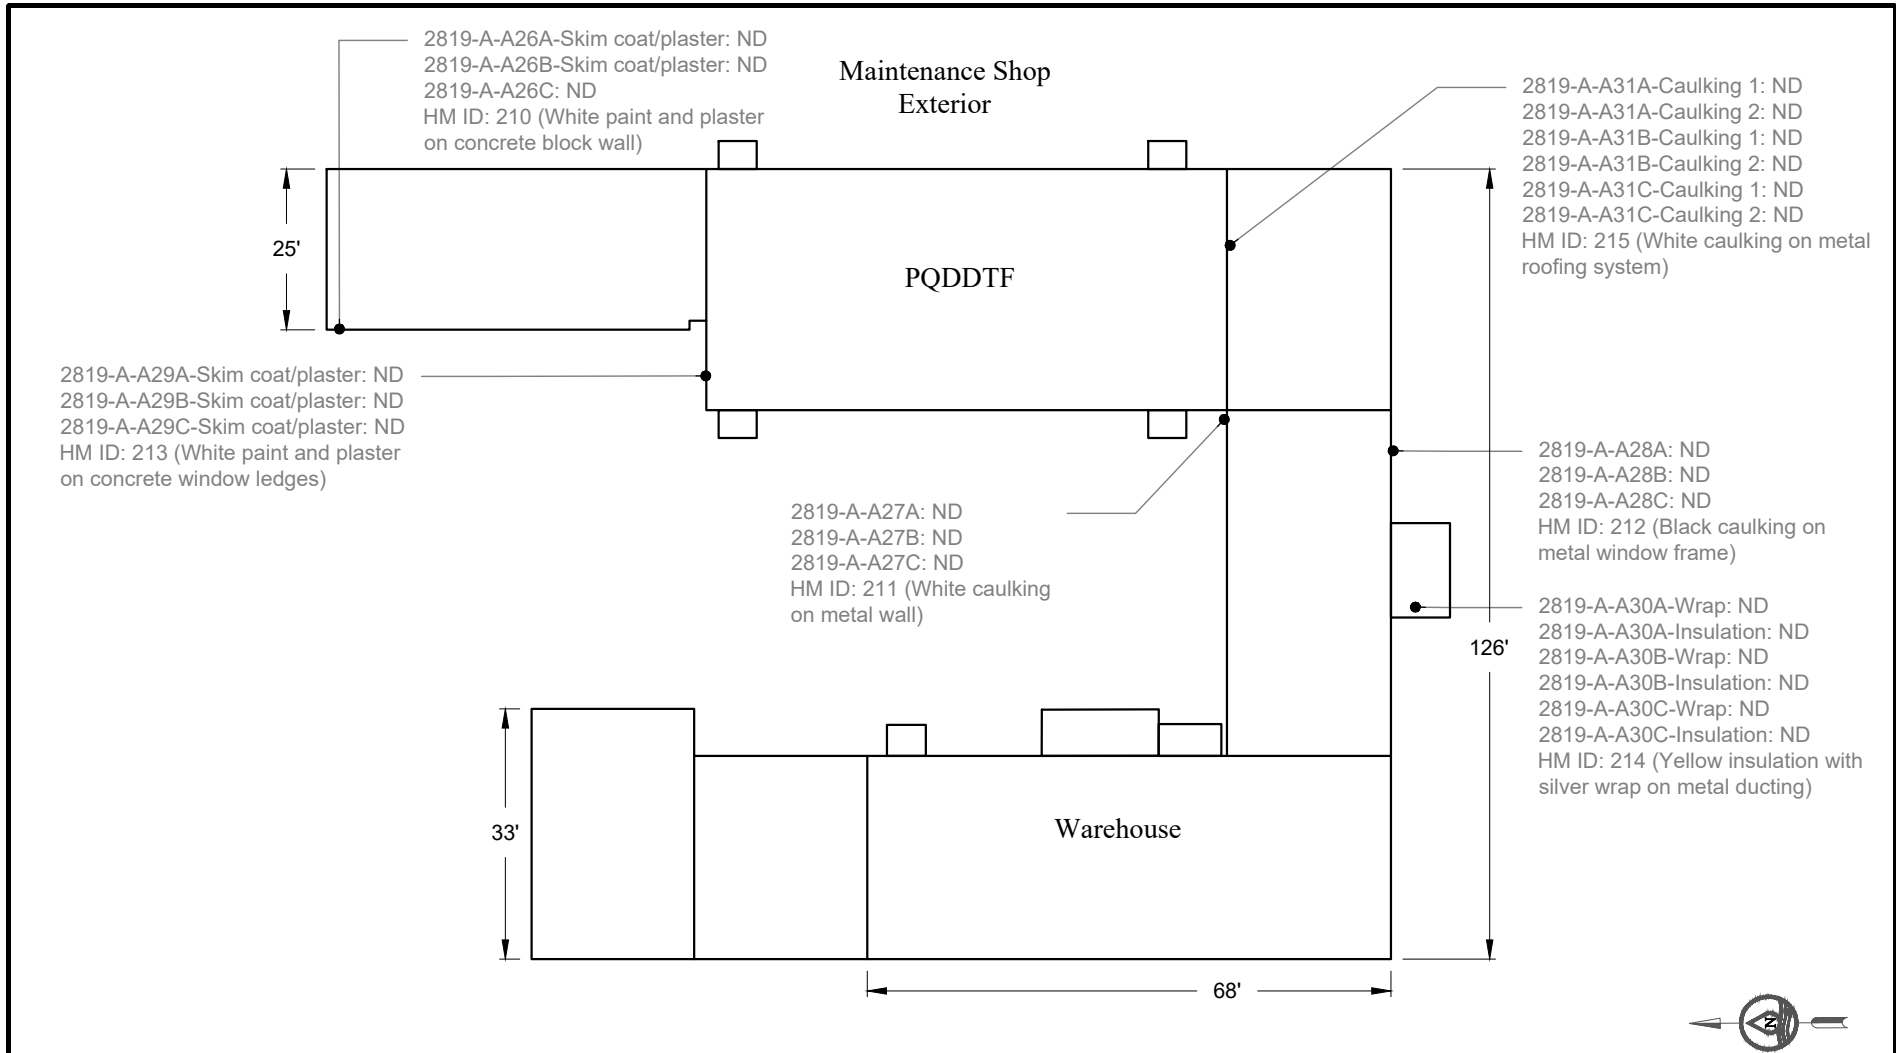 2819-A-A26A-Skim coat/plaster: ND
2819-A-A26B-Skim coat/plaster: ND
2819-A-A26C: ND
HM ID: 210 (White paint and plaster
on concrete block wall)
Maintenance Shop
Exterior
2819-A-A31A-Caulking 1: ND
2819-A-A31A-Caulking 2: ND
2819-A-A31B-Caulking 1: ND
2819-A-A31B-Caulking 2: ND
2819-A-A31C-Caulking 1: ND
2819-A-A31C-Caulking 2: ND
HM ID: 215 (White caulking on metal
roofing system)
25'
PQDDTF
2819-A-A29A-Skim coat/plaster: ND
2819-A-A29B-Skim coat/plaster: ND
2819-A-A29C-Skim coat/plaster: ND
HM ID: 213 (White paint and plaster
on concrete window ledges)
2819-A-A28A: ND
2819-A-A28B: ND
2819-A-A28C: ND
HM ID: 212 (Black caulking on
metal window frame)
2819-A-A27A: ND
2819-A-A27B: ND
2819-A-A27C: ND
HM ID: 211 (White caulking
on metal wall)
2819-A-A30A-Wrap: ND
2819-A-A30A-Insulation: ND
2819-A-A30B-Wrap: ND
2819-A-A30B-Insulation: ND
2819-A-A30C-Wrap: ND
2819-A-A30C-Insulation: ND
HM ID: 214 (Yellow insulation with
silver wrap on metal ducting)
126'
33'
Warehouse
68'
N